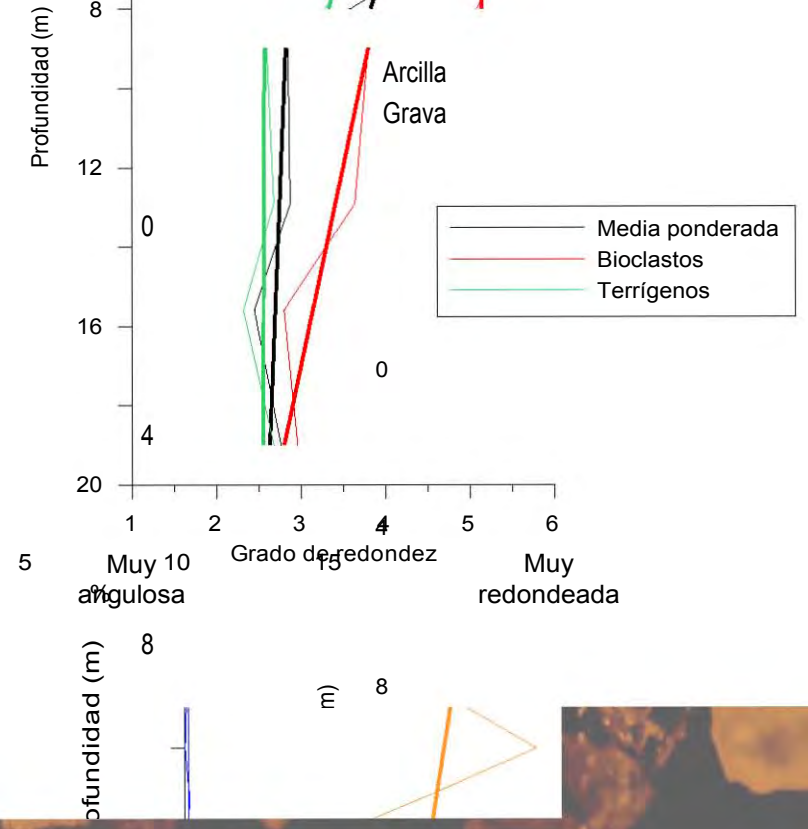 8
Profundidad (m)
Arcilla
Grava
12
0
Media ponderada
Bioclastos
Terrígenos
16
0
4
20
1 2 3 4 5 6
4
Grado de redondez
5 10 15
Muy angulosa
Muy redondeada
%
8
ofundidad (m)
8
m)